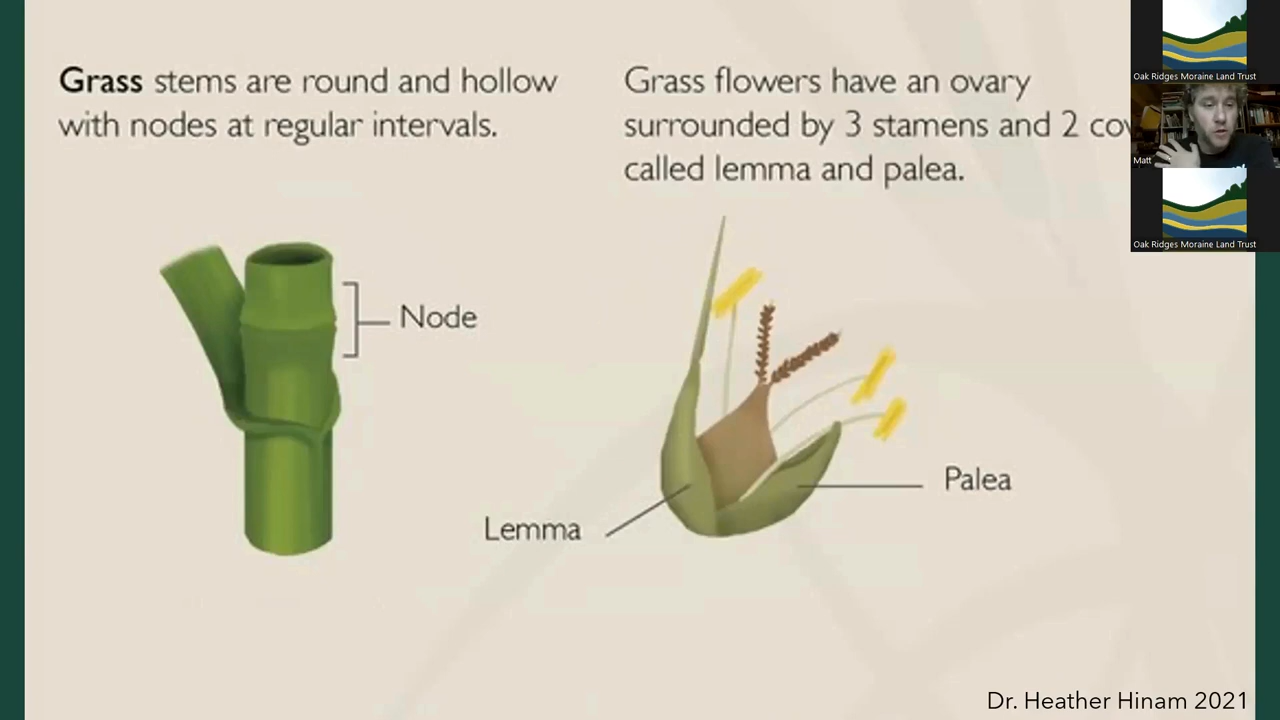 Grass stems are round and hollow
with nodes at regular intervals.
Grass flowers have an ovary
surrounded by 3 stamens and 2
called lemma and palea.
Node
Lemma
Palea
Dr. Heather Hinam 2021
Oak Ridges Moraine Land Trust
Matt
Oak Ridges Moraine Land Trust